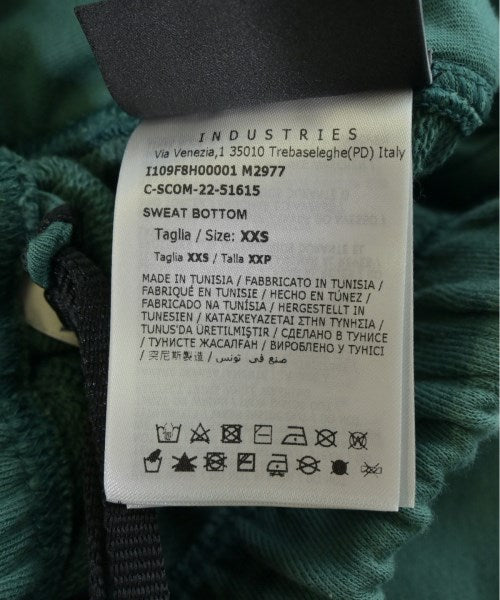 INDUSTRIES
Via Venezia,1 35010 Trebaseleghe(PD) Italy
I109F8H00001 M2977
C-SCOM-22-51615
SWEAT BOTTOM
Taglia / Size: XXS
Taglia XXS / Talla XXP
MADE IN TUNISIA / FABBRICATO IN TUNISIA /
FABRIQUÉ EN TUNISIE / HECHO EN TÚNEZ /
FABRICADO NA TUNÍSIA / HERGESTELLT IN
TUNESIEN / ΚΑΤΑΣΚΕΥΑΖΕΤΑΙ ΣΤΗΝ ΤΥΝΗΣΙΑ /
TUNUS'DA ÜRETİLMİŞTİR / СДЕЛАНО В ТУНИСЕ
/ ТУНИСТЕ ЖАСАЛҒАН / ВИРОБЛЕНО У ТУНІСІ
/ 突尼斯製造 / صنع في تونس